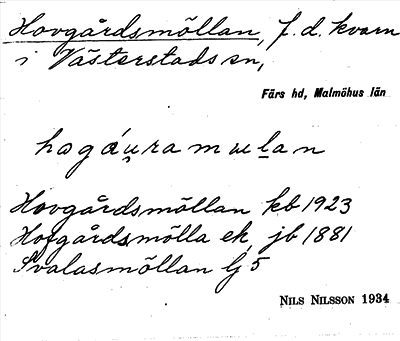 Hovgårdsmöllan, f.d. kvarn
i Västerstads sn,
Färs hd, Malmöhus län
Hovgårdsmöllan kb 1923
Hofgårdsmölla ek, jb 1881
Svalasmöllan lj 5
NILS NILSSON 1934